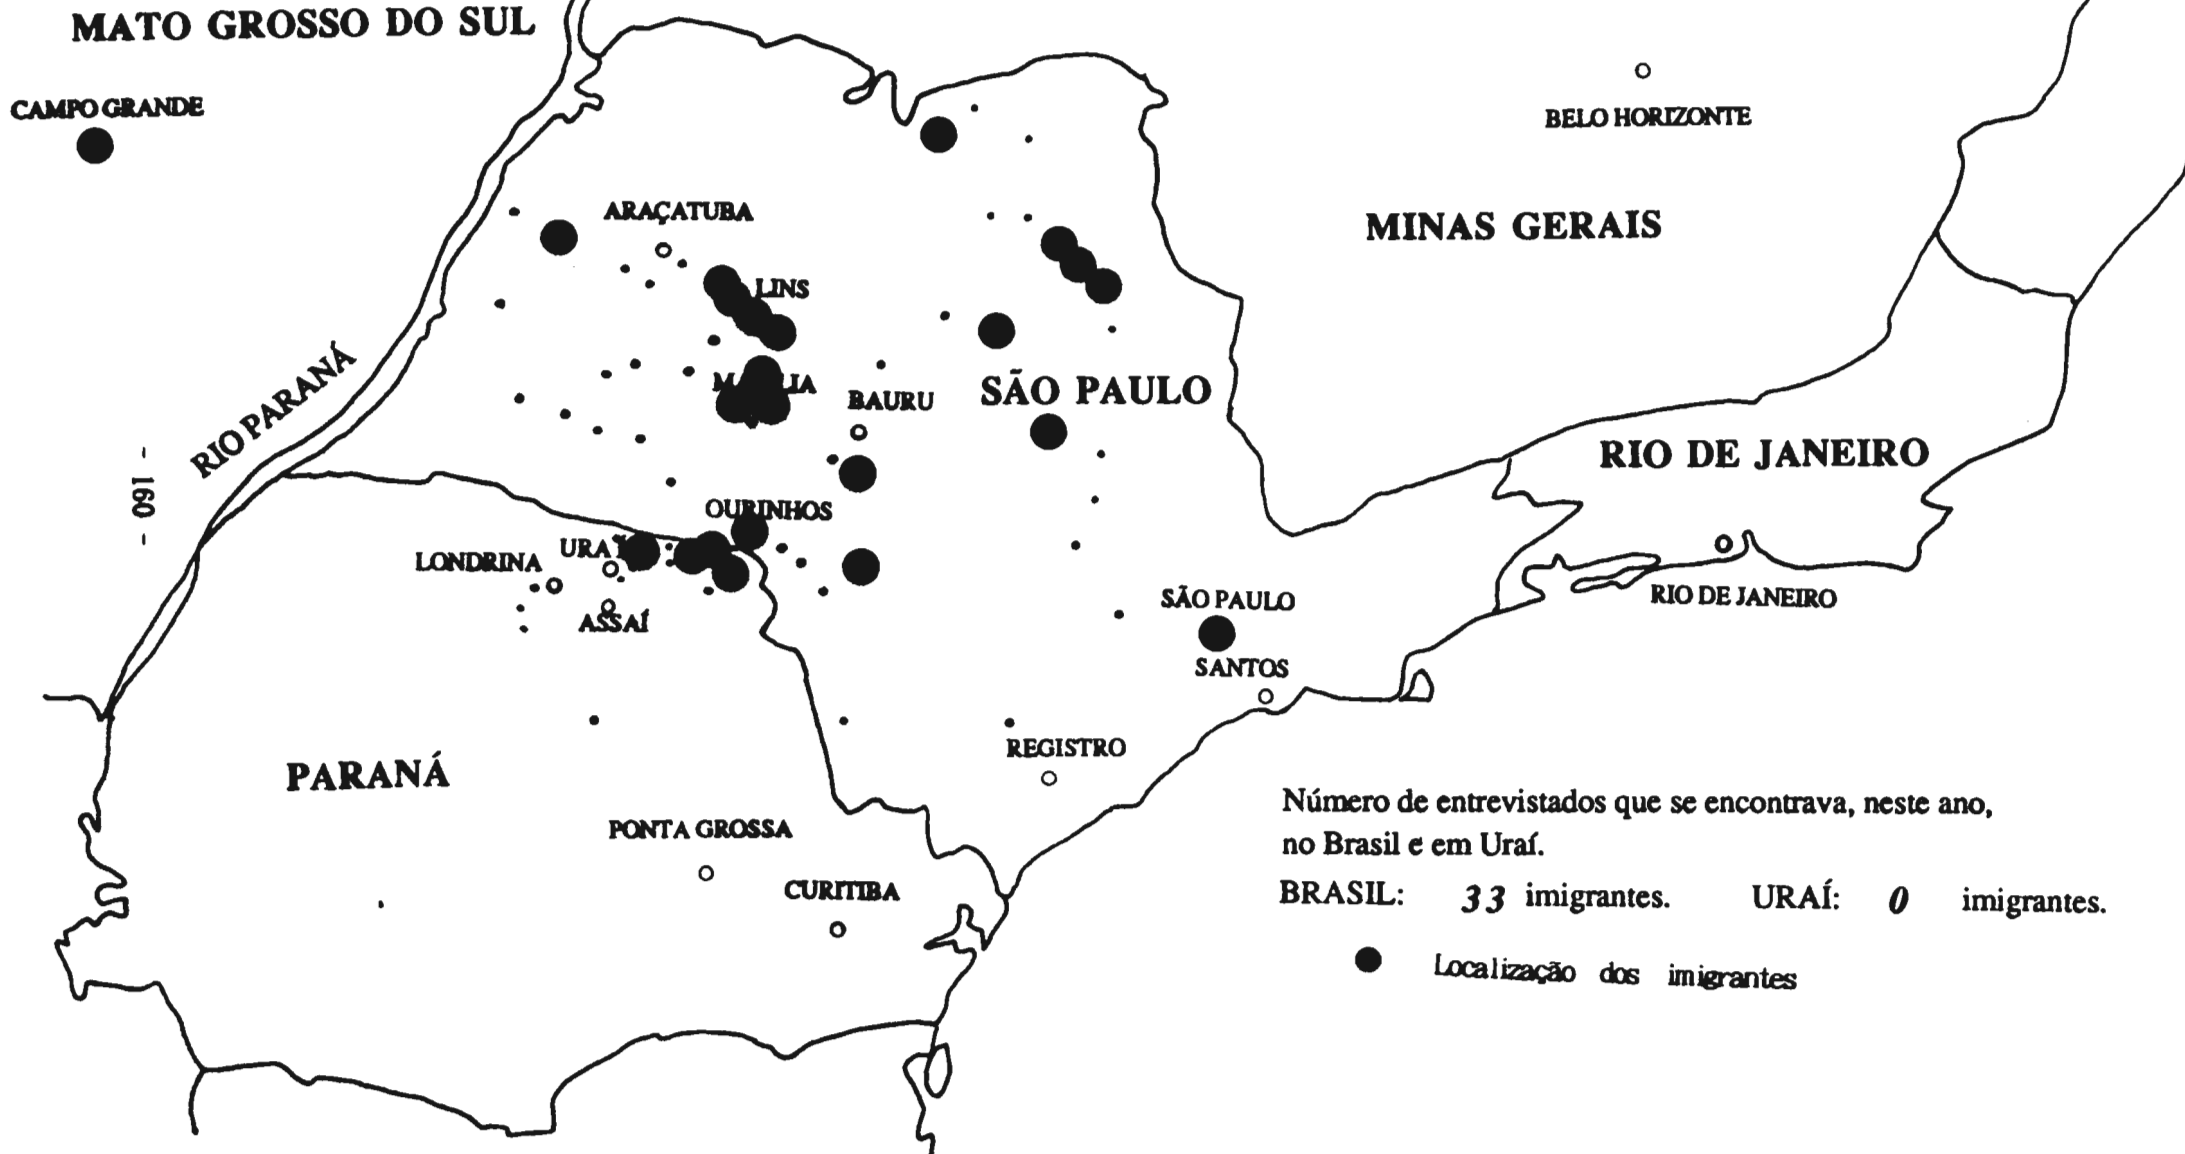 MATO GROSSO DO SUL
CAMPO GRANDE
BELO HORIZONTE
ARAÇATUBA
MINAS GERAIS
LINS
RIO PARANÁ
BAURU
SÃO PAULO
RIO DE JANEIRO
- 160 -
OURINHOS
LONDRINA
ASSAÍ
SÃO PAULO
RIO DE JANEIRO
SANTOS
REGISTRO
PARANÁ
PONTA GROSSA
CURITIBA
Número de entrevistados que se encontrava, neste ano,
no Brasil e em Uraí.
BRASIL: 33 imigrantes. URAÍ: 0 imigrantes.
Localização dos imigrantes